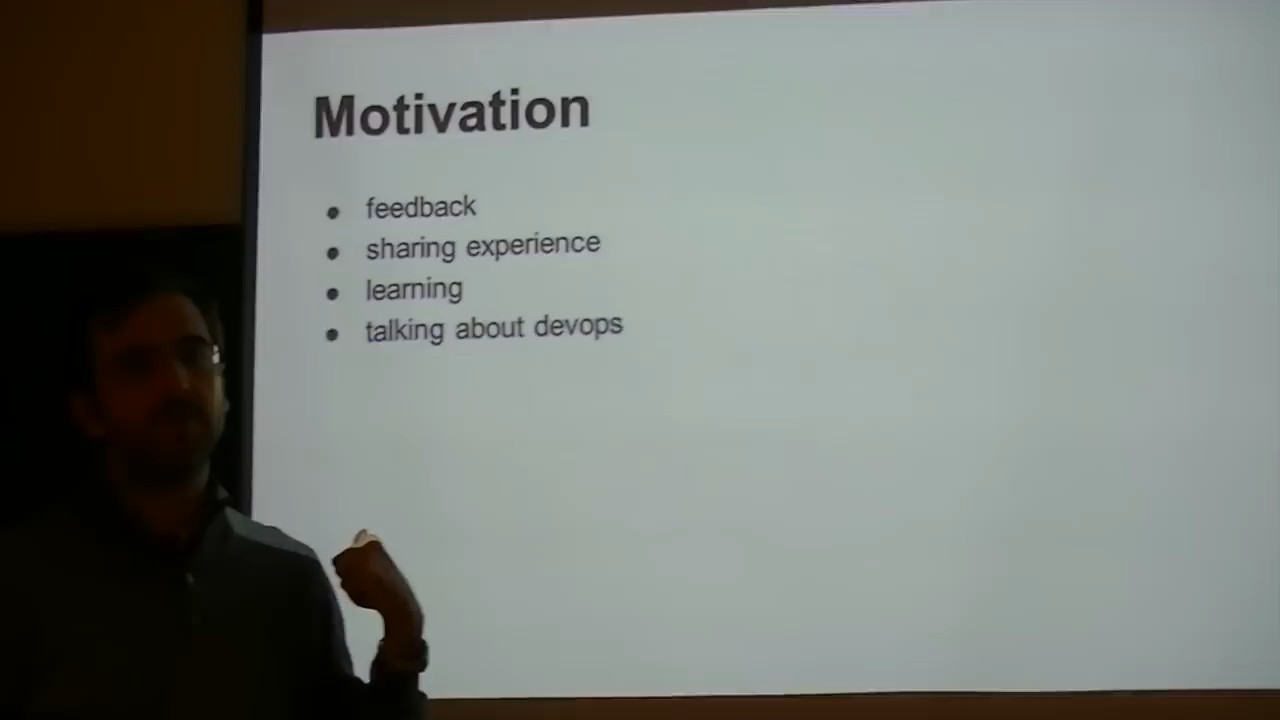 Motivation
● feedback
● sharing experience
● learning
● talking about devops